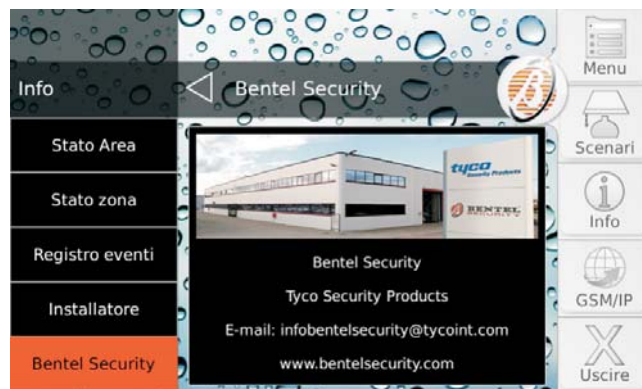 Info
Bentel Security
Menu
Scenari
Info
GSM/IP
Uscire
Stato Area
Stato zona
Registro eventi
Installatore
Bentel Security
tyco
Security Products
BENTEL
SECURITY
Bentel Security
Tyco Security Products
E-mail: infobentelsecurity@tycoint.com
www.bentelsecurity.com